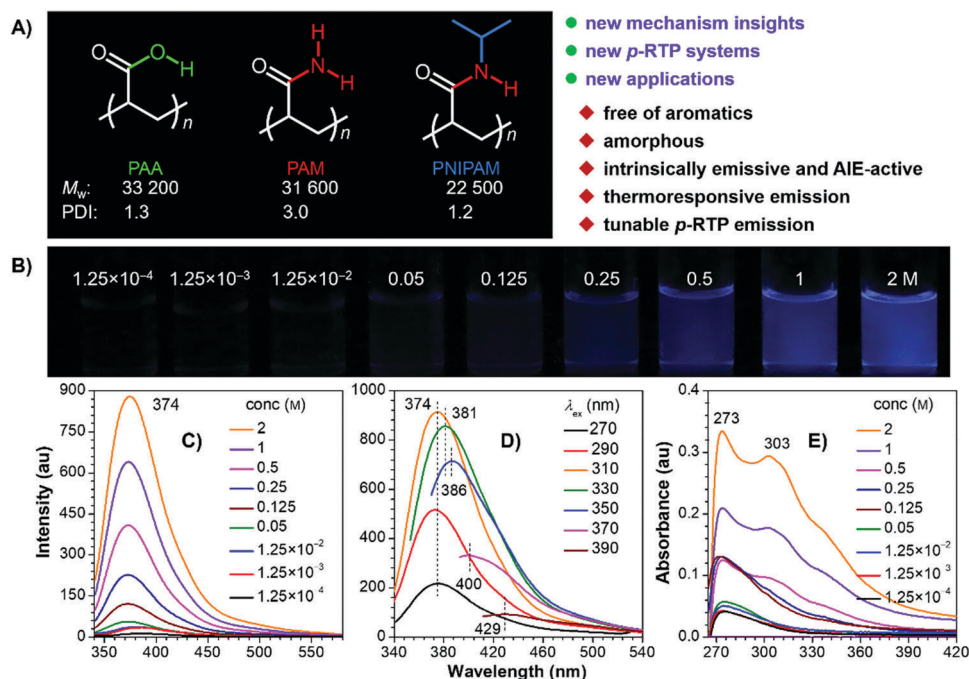 A)
O
O
H
n
PAA
33 200
1.3
H
O
N
H
n
PAM
31 600
3.0
O
N
H
n
PNIPAM
22 500
1.2
Mw:
PDI:
new mechanism insights
new p-RTP systems
new applications
free of aromatics
amorphous
intrinsically emissive and AIE-active
thermoresponsive emission
tunable p-RTP emission
B)
1.25×10⁻⁴ 1.25×10⁻³ 1.25×10⁻² 0.05 0.125 0.25 0.5 1 2 M
C)
Intensity (au)
900
750
600
450
300
150
0
350 400 450 500 550
374
conc (M)
2
1
0.5
0.25
0.125
0.05
1.25×10⁻²
1.25×10⁻³
1.25×10⁻⁴
D)
1000
800
600
400
200
0
340 380 420 460 500 540
Wavelength (nm)
374
381
386
400
429
λex (nm)
270
290
310
330
350
370
390
E)
Absorbance (au)
0.4
0.3
0.2
0.1
0.0
270 300 330 360 390 420
273
303
conc (M)
2
1
0.5
0.25
0.125
0.05
1.25×10⁻²
1.25×10 ³
1.25×10 ⁴